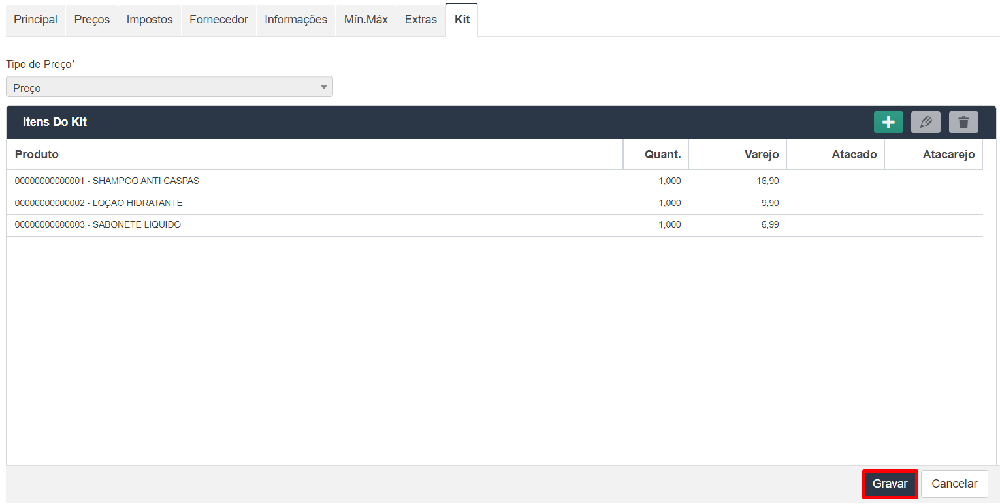 Principal Preços Impostos Fornecedor Informações Mín.Máx Extras Kit
Tipo de Preço*
Preço
Itens Do Kit
Produto Quant. Varejo Atacado Atacarejo
00000000000001 - SHAMPOO ANTI CASPAS 1,000 16,90
00000000000002 - LOÇAO HIDRATANTE 1,000 9,90
00000000000003 - SABONETE LIQUIDO 1,000 6,99
Gravar Cancelar